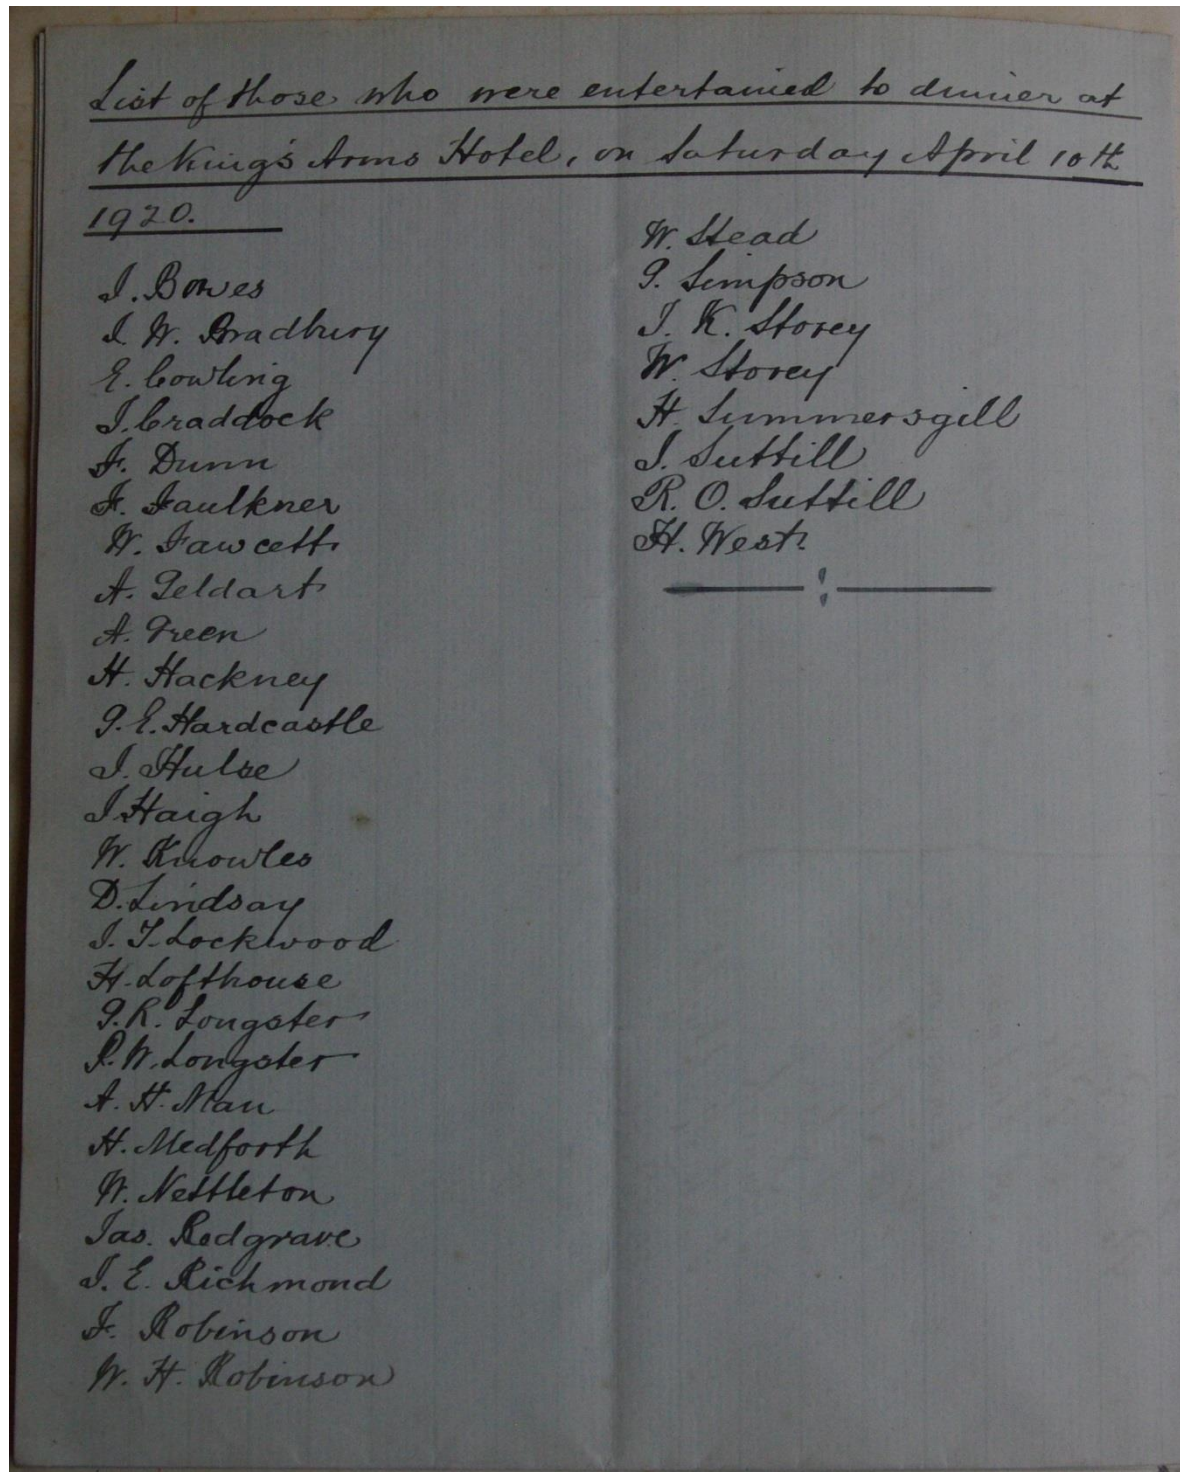 List of those who were entertained to dinner at
the King's Arms Hotel, on Saturday April 10th
1920.
J. Bowes
J. W. Bradbury
E. Cowling
J. Craddock
F. Dunn
F. Faulkner
W. Fawcett
A. Geldart
A. Green
H. Hackney
G. E. Hardcastle
J. Hulse
J. Haigh
W. Knowles
D. Lindsay
J. T. Lockwood
H. Lofthouse
G. R. Longster
R. W. Longster
A. H. Man
H. Medforth
W. Nettleton
Jas. Redgrave
J. E. Richmond
F. Robinson
W. H. Robinson
W. Stead
G. Simpson
J. K. Storey
W. Storey
H. Summersgill
J. Suttill
R. O. Suttill
H. West